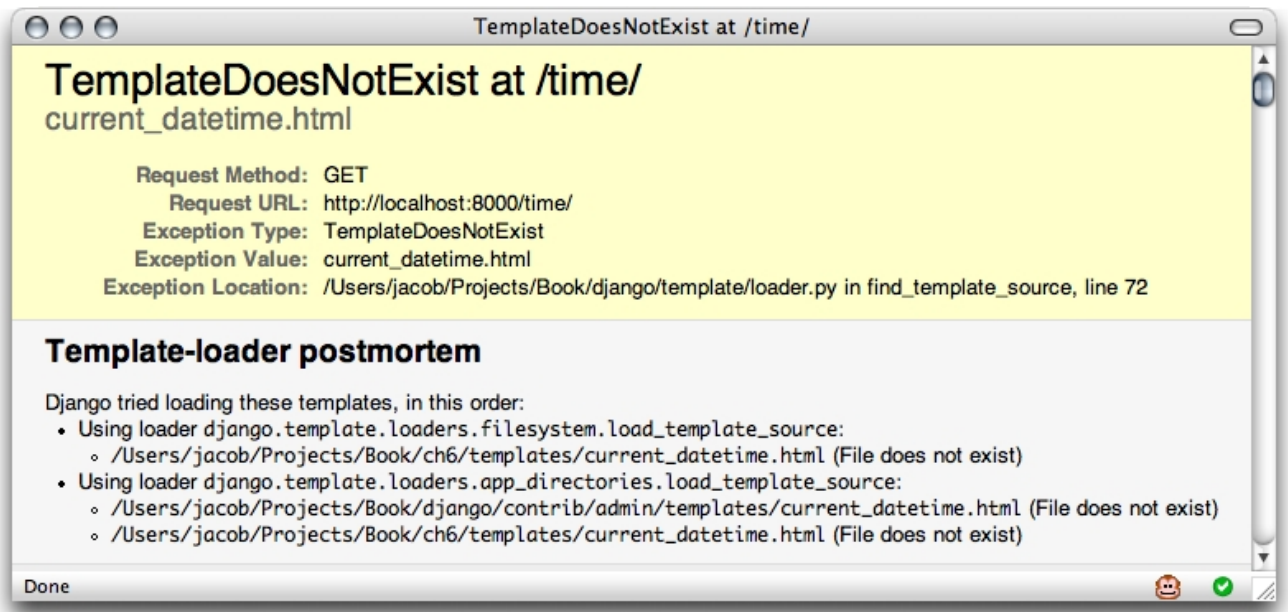 TemplateDoesNotExist at /time/
TemplateDoesNotExist at /time/
current_datetime.html
Request Method: GET
Request URL: http://localhost:8000/time/
Exception Type: TemplateDoesNotExist
Exception Value: current_datetime.html
Exception Location: /Users/jacob/Projects/Book/django/template/loader.py in find_template_source, line 72
Template-loader postmortem
Django tried loading these templates, in this order:
• Using loader django.template.loaders.filesystem.load_template_source:
◦ /Users/jacob/Projects/Book/ch6/templates/current_datetime.html (File does not exist)
• Using loader django.template.loaders.app_directories.load_template_source:
◦ /Users/jacob/Projects/Book/django/contrib/admin/templates/current_datetime.html (File does not exist)
◦ /Users/jacob/Projects/Book/ch6/templates/current_datetime.html (File does not exist)
Done